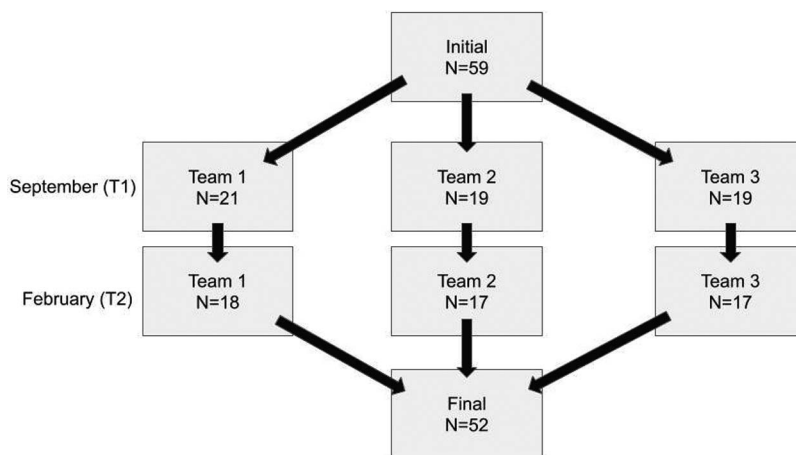 Initial
N=59
September (T1)
Team 1
N=21
Team 2
N=19
Team 3
N=19
February (T2)
Team 1
N=18
Team 2
N=17
Team 3
N=17
Final
N=52